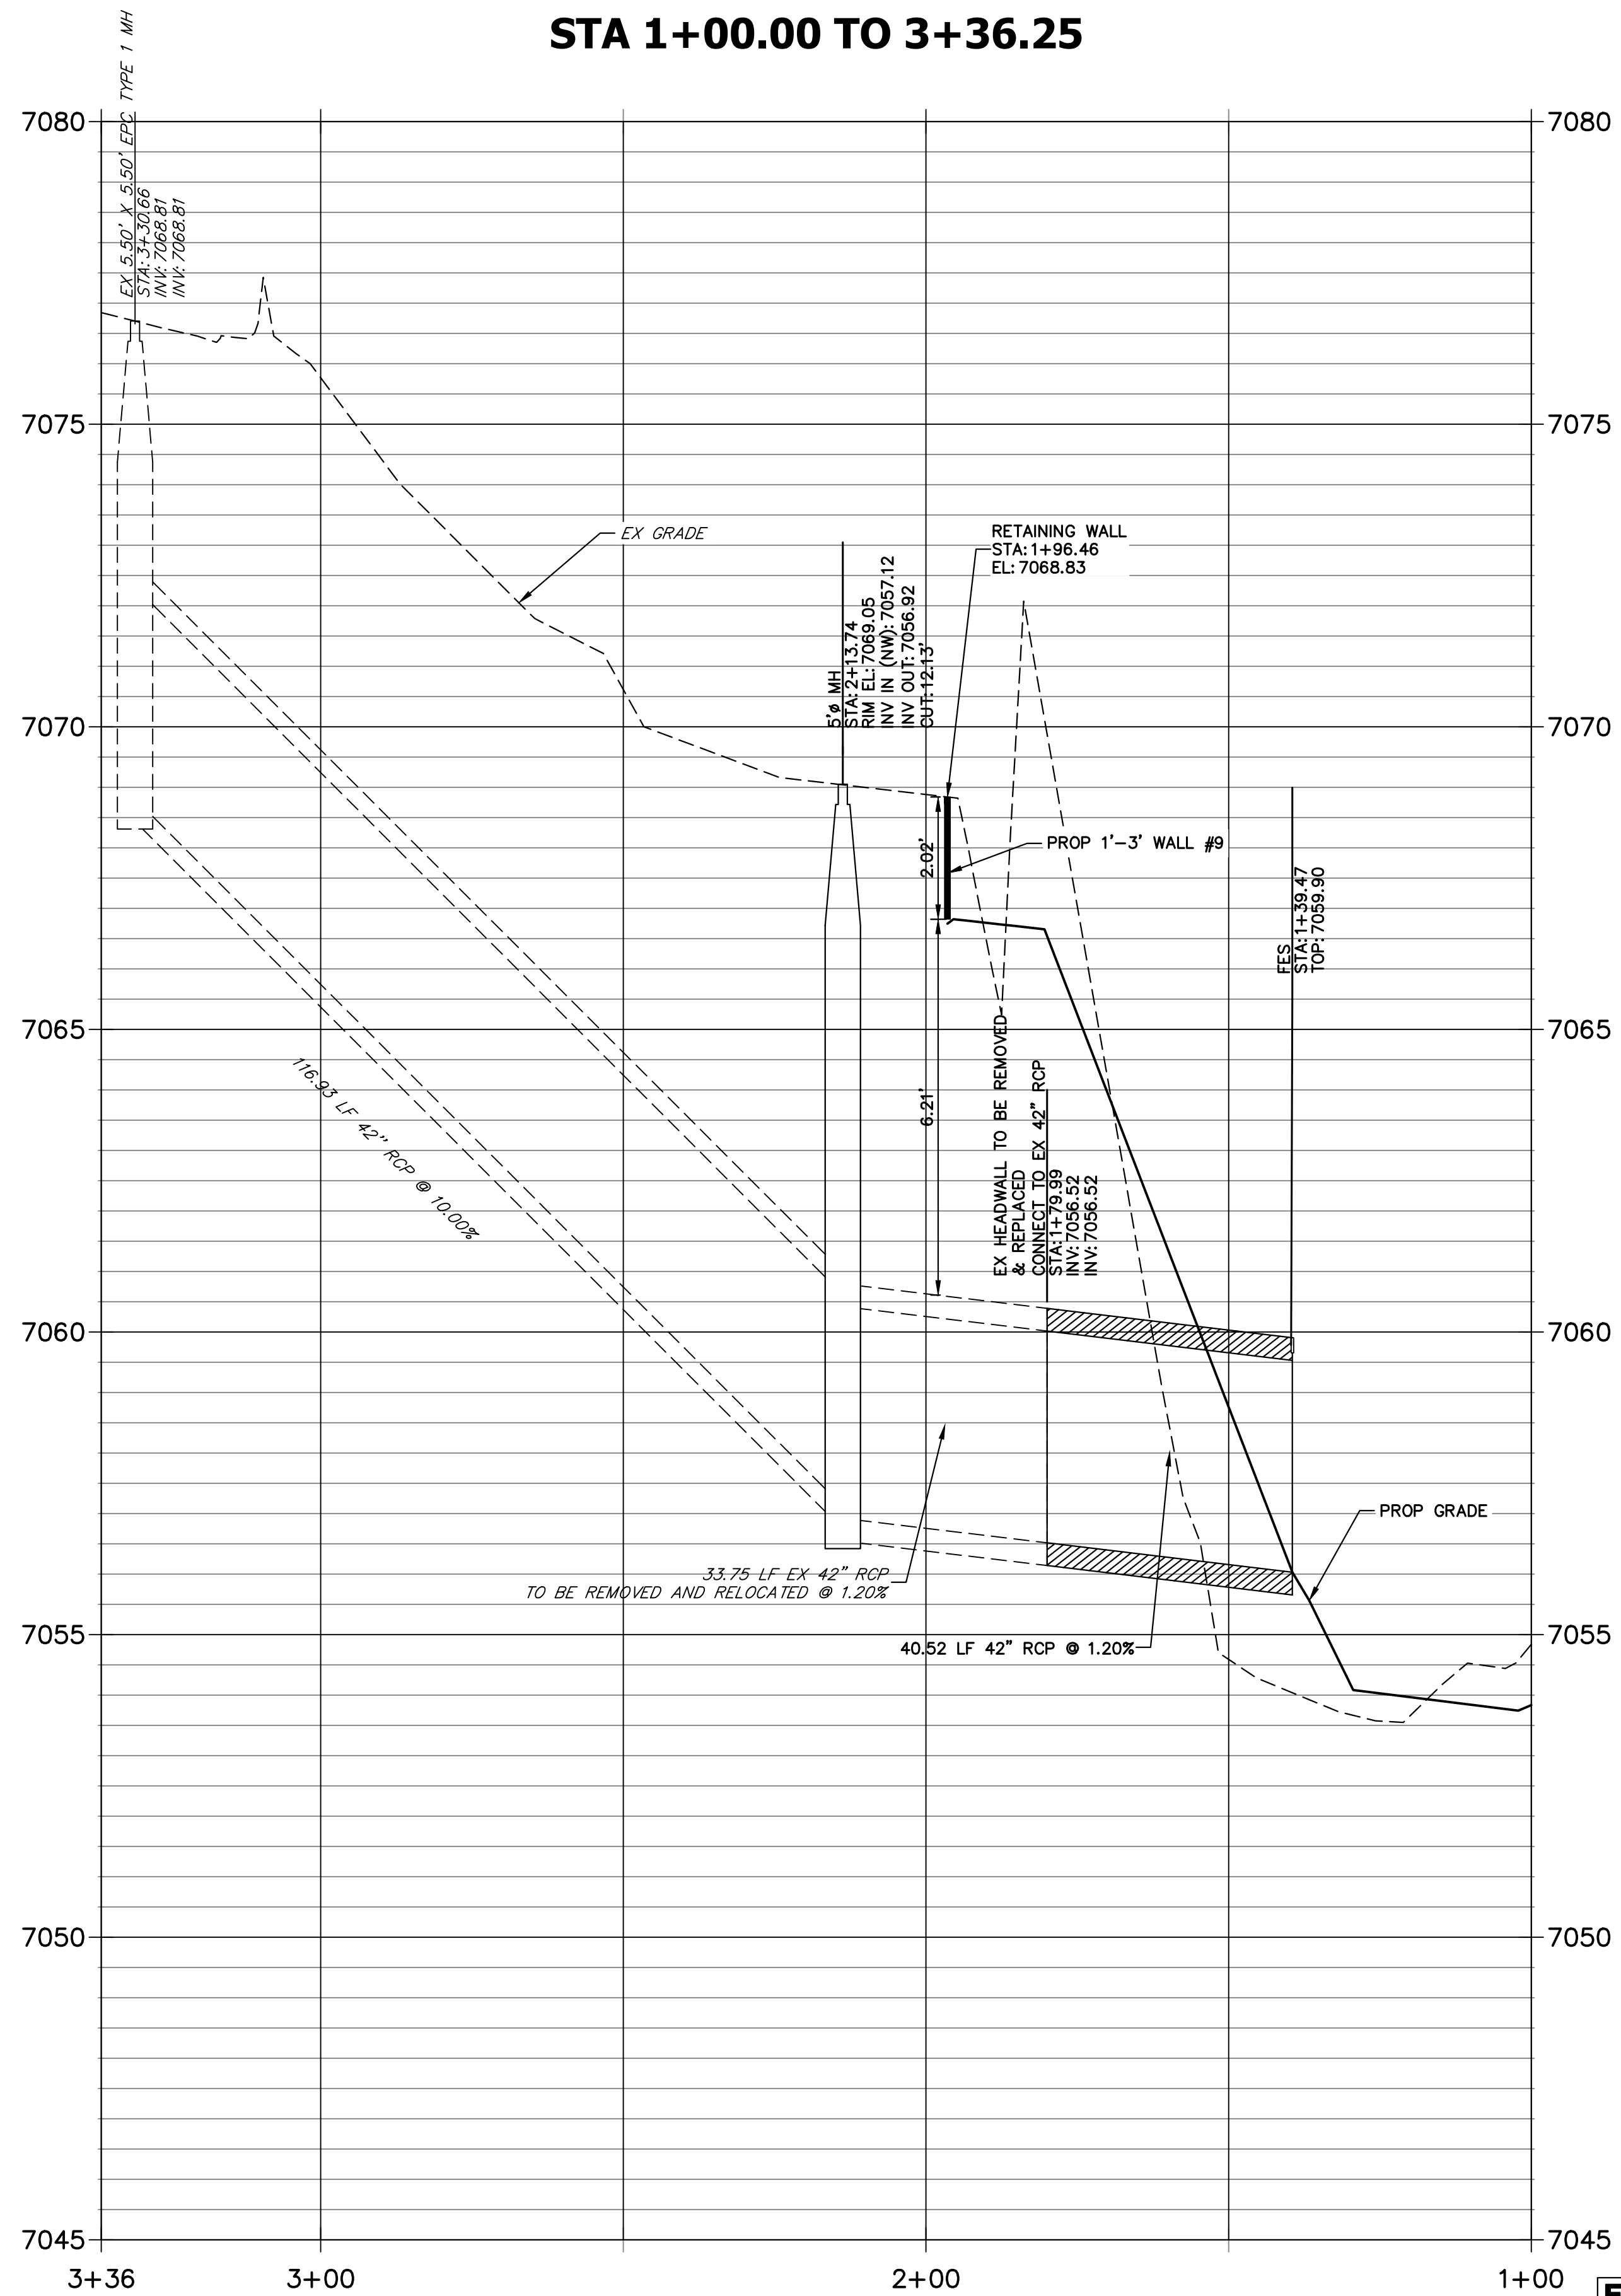 STA 1+00.00 TO 3+36.25
EX 5.50' X 5.50' EPC TYPE 1 MH
STA: 3+30.66
INV: 7068.81
INV: 7068.81
7080
7080
7075
7075
EX GRADE
RETAINING WALL
STA: 1+96.46
EL: 7068.83
5'ø MH
STA: 2+13.74
RIM EL: 7069.05
INV IN (NW): 7057.12
INV OUT: 7056.92
CUT: 12.13'
7070
7070
2.02'
PROP 1'-3' WALL #9
FES
STA: 1+39.47
TOP: 7059.90
7065
7065
6.21'
EX HEADWALL TO BE REMOVED
& REPLACED
CONNECT TO EX 42" RCP
STA: 1+79.99
INV: 7056.52
INV: 7056.52
116.93 LF 42" RCP @ 10.00%
7060
7060
PROP GRADE
33.75 LF EX 42" RCP
TO BE REMOVED AND RELOCATED @ 1.20%
40.52 LF 42" RCP @ 1.20%
7055
7055
7050
7050
7045
7045
3+36
3+00
2+00
1+00